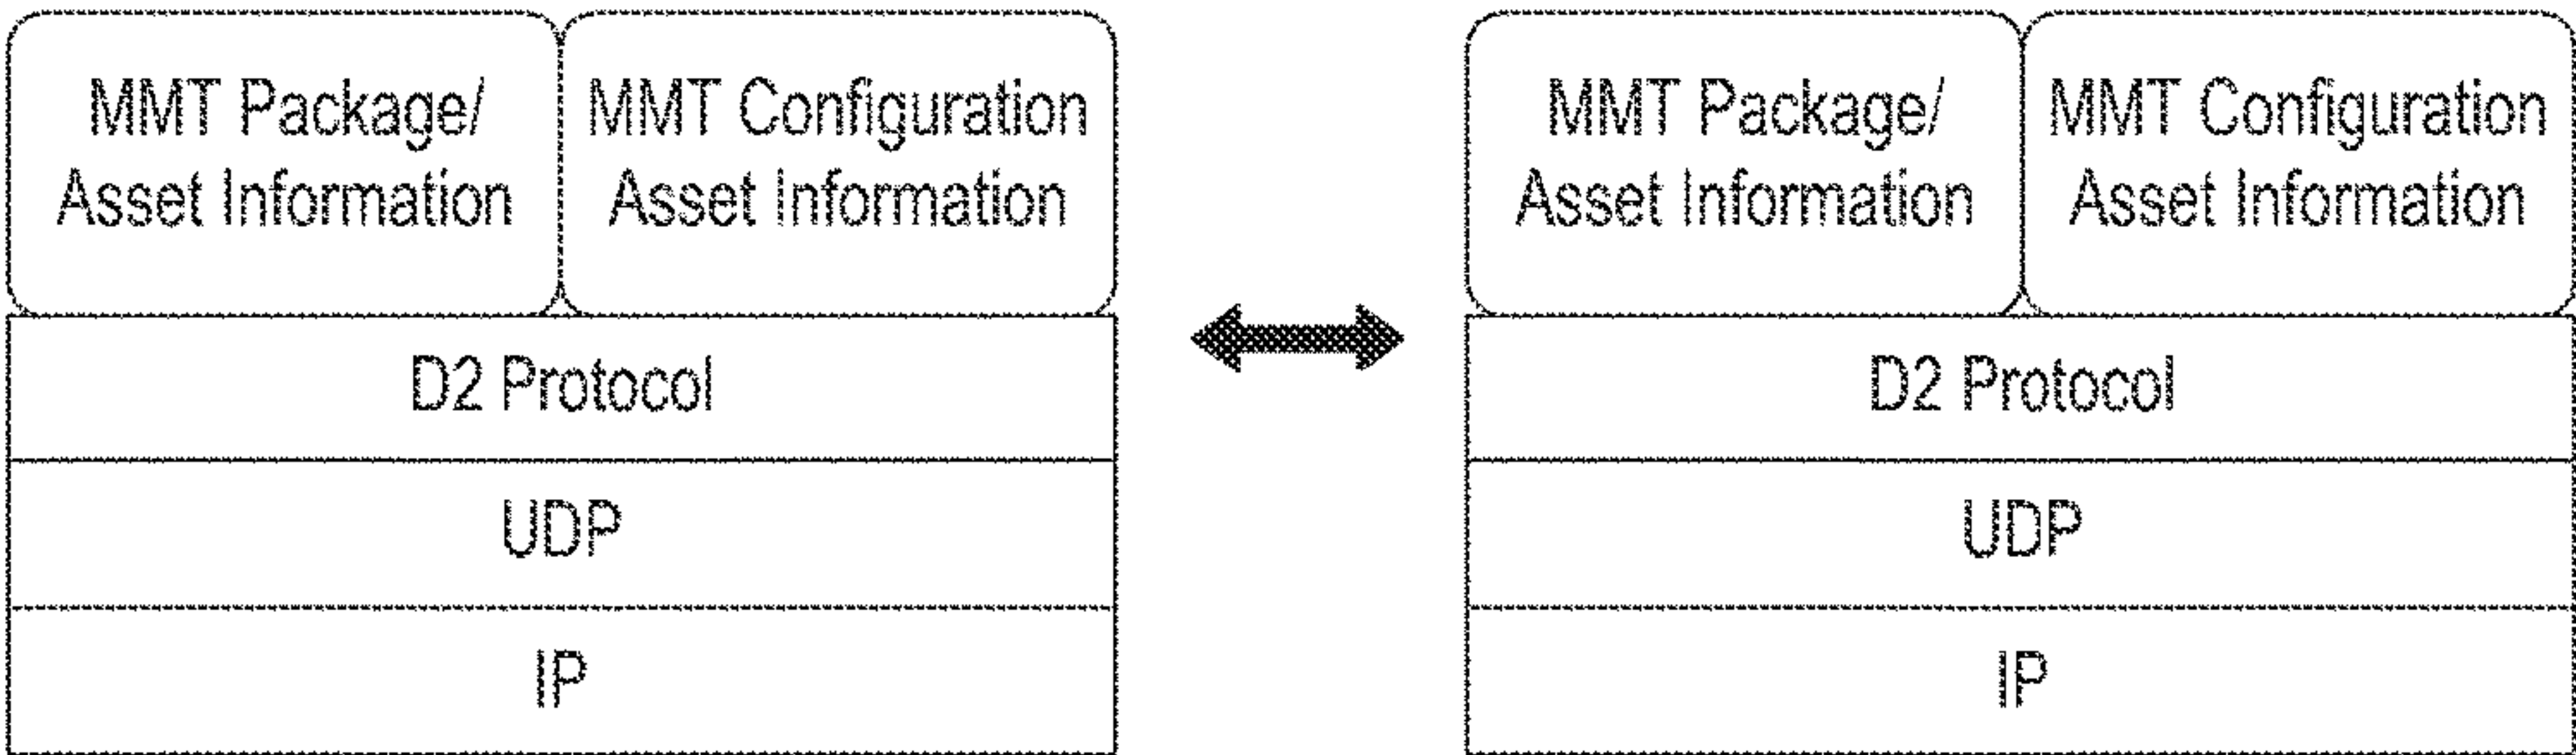 MMT Package/
Asset Information
MMT Configuration
Asset Information
D2 Protocol
UDP
IP
MMT Package/
Asset Information
MMT Configuration
Asset Information
D2 Protocol
UDP
IP